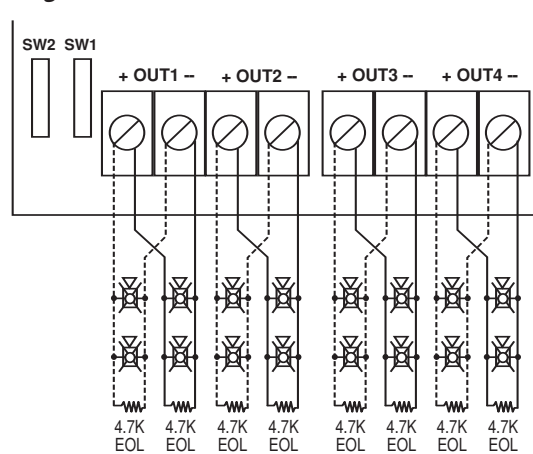 SW2 SW1
+ OUT1 -- + OUT2 – + OUT3 -- + OUT4 --
4.7K 4.7K 4.7K 4.7K 4.7K 4.7K 4.7K 4.7K
EOL EOL EOL EOL EOL EOL EOL EOL